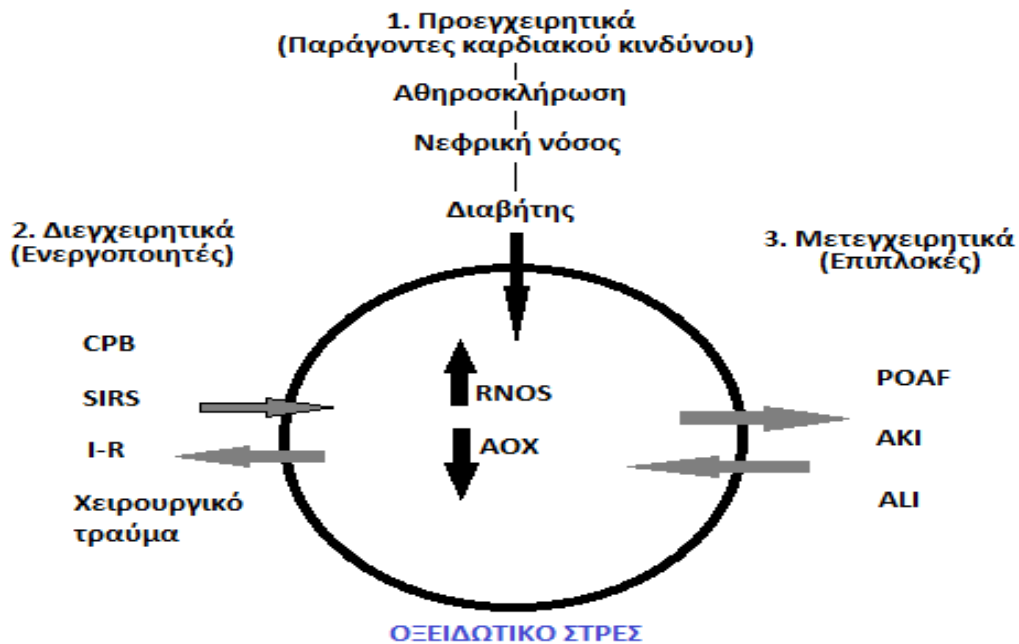 1. Προεγχειρητικά
(Παράγοντες καρδιακού κινδύνου)
Αθηροσκλήρωση
Νεφρική νόσος
Διαβήτης
2. Διεγχειρητικά
(Ενεργοποιητές)
CPB
SIRS
I-R
Χειρουργικό
τραύμα
RNOS
AOX
3. Μετεγχειρητικά
(Επιπλοκές)
POAF
AKI
ALI
ΟΞΕΙΔΩΤΙΚΟ ΣΤΡΕΣ